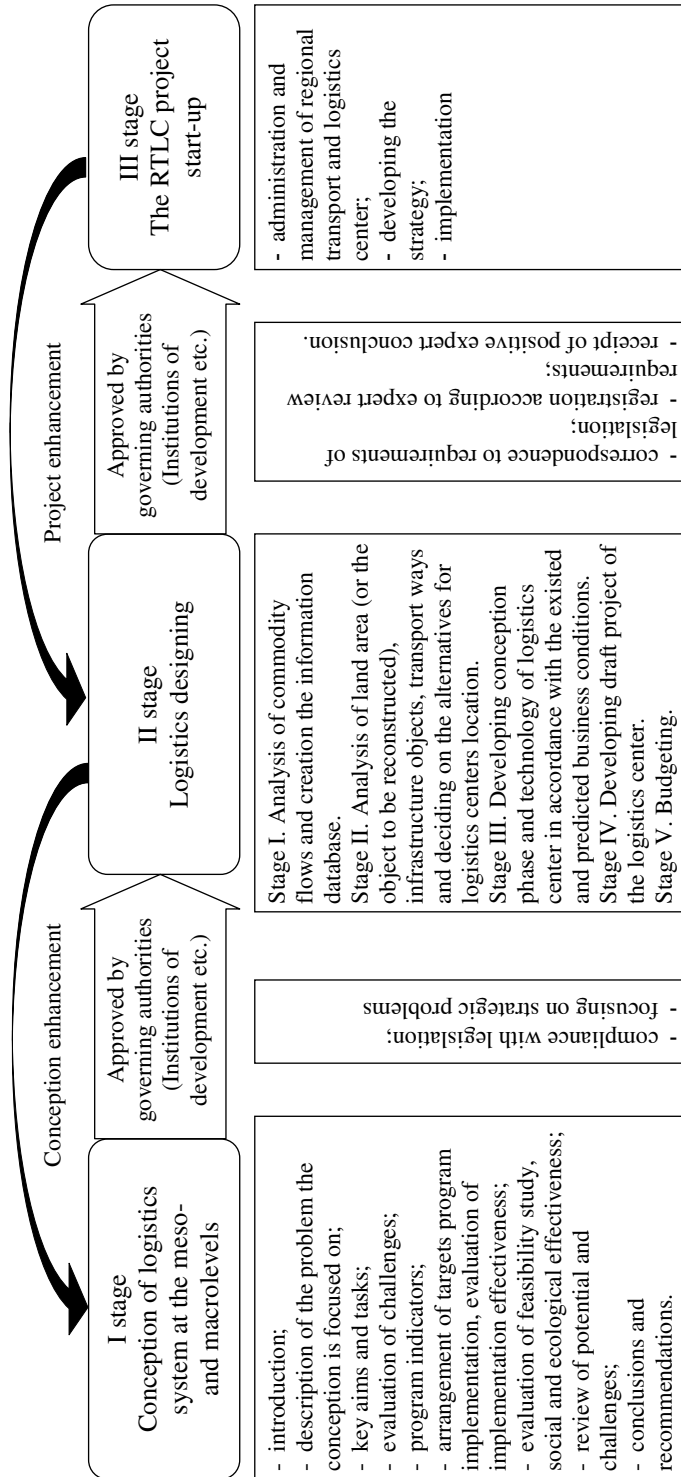 Conception enhancement
Project enhancement
I stage
Conception of logistics
system at the meso-
and macrolevels
Approved by
governing authorities
(Institutions of
development etc.)
II stage
Logistics designing
Approved by
governing authorities
(Institutions of
development etc.)
III stage
The RTLC project
start-up
- introduction;
- description of the problem the
conception is focused on;
- key aims and tasks;
- evaluation of challenges;
- program indicators;
- arrangement of targets program
implementation, evaluation of
implementation effectiveness;
- evaluation of feasibility study,
social and ecological effectiveness;
- review of potential and
challenges;
- conclusions and
recommendations.
- compliance with legislation;
- focusing on strategic problems
Stage I. Analysis of commodity
flows and creation the information
database.
Stage II. Analysis of land area (or the
object to be reconstructed),
infrastructure objects, transport ways
and deciding on the alternatives for
logistics centers location.
Stage III. Developing conception
phase and technology of logistics
center in accordance with the existed
and predicted business conditions.
Stage IV. Developing draft project of
the logistics center.
Stage V. Budgeting.
- correspondence to requirements of
legislation;
- registration according to expert review
requirements;
- receipt of positive expert conclusion.
- administration and
management of regional
transport and logistics
center;
- developing the
strategy;
- implementation